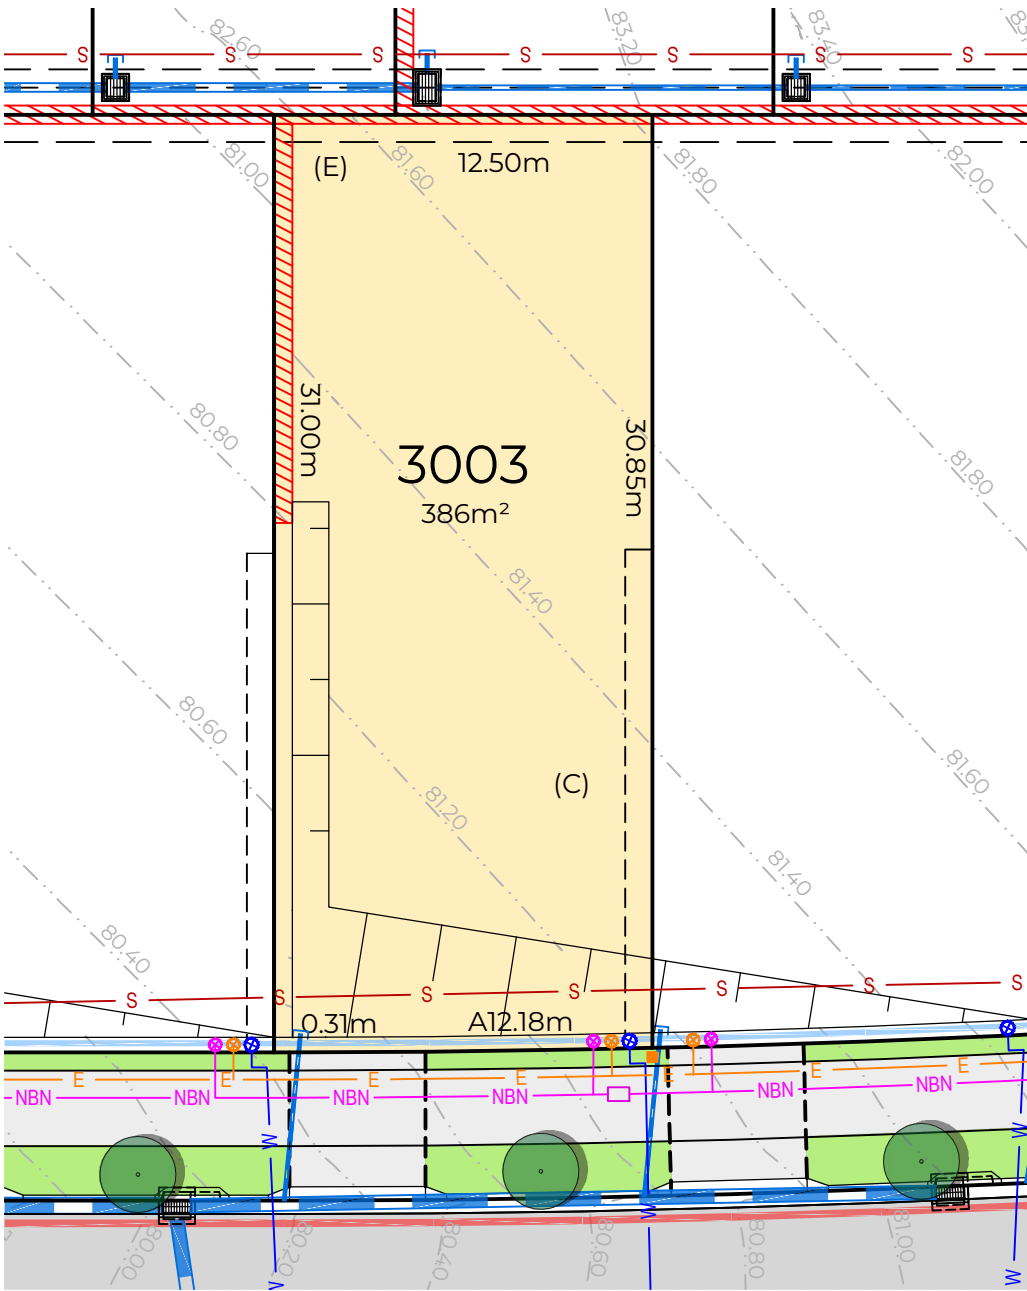 82.60
83.20
83.40
S
S
S
S
S
S
S
81.00
(E)
81.60
12.50m
81.80
82.00
80.80
31.00m
3003
386m²
30.85m
81.80
81.40
80.60
81.20
(C)
81.60
81.40
80.40
S
S
S
S
S
S
S
0.31m
A12.18m
E
E
E
E
E
E
E
NBN
NBN
NBN
NBN
NBN
NBN
W
W
W
W
W
80.00
80.20
80.40
80.60
80.80
81.00